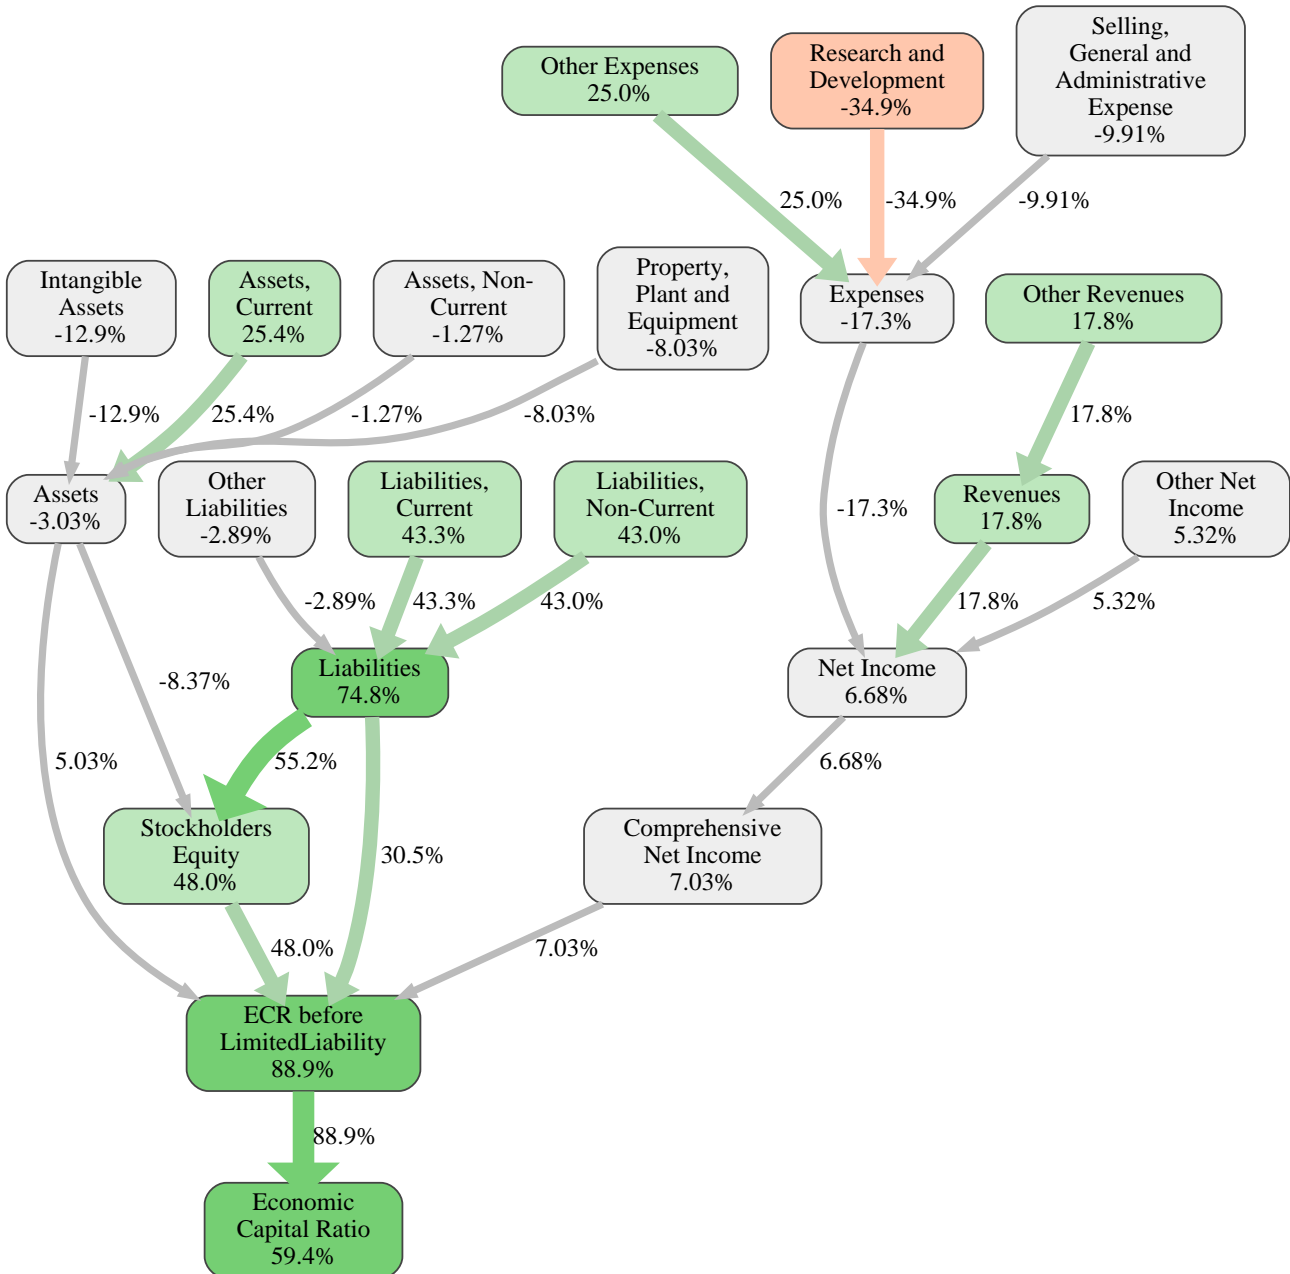 Selling,
General and
Administrative
Expense
-9.91%
Research and
Development
-34.9%
Other Expenses
25.0%
25.0%
-34.9%
-9.91%
Intangible
Assets
-12.9%
Assets,
Current
25.4%
Assets, Non-
Current
-1.27%
Property,
Plant and
Equipment
-8.03%
Expenses
-17.3%
Other Revenues
17.8%
-12.9%
25.4%
-1.27%
-8.03%
17.8%
Assets
-3.03%
Other
Liabilities
-2.89%
Liabilities,
Current
43.3%
Liabilities,
Non-Current
43.0%
-17.3%
Revenues
17.8%
Other Net
Income
5.32%
-2.89%
43.3%
43.0%
17.8%
5.32%
-8.37%
Liabilities
74.8%
Net Income
6.68%
5.03%
55.2%
6.68%
Stockholders
Equity
48.0%
30.5%
Comprehensive
Net Income
7.03%
48.0%
7.03%
ECR before
LimitedLiability
88.9%
88.9%
Economic
Capital Ratio
59.4%